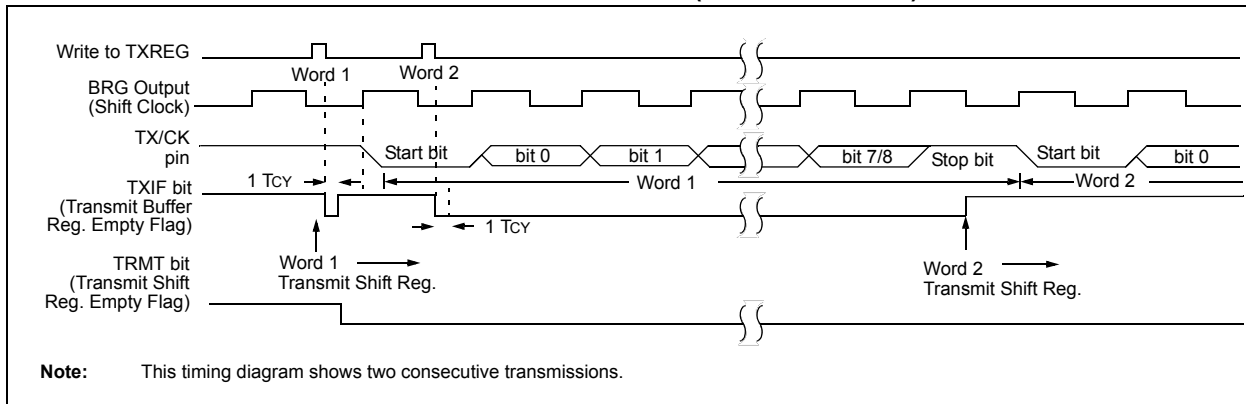 Write to TXREG
Word 1 Word 2
BRG Output
(Shift Clock)
TX/CK
pin
Start bit bit 0 bit 1 bit 7/8 Stop bit Start bit bit 0
1 TCY Word 1 Word 2
TXIF bit
(Transmit Buffer
Reg. Empty Flag)
1 TCY
TRMT bit
(Transmit Shift
Reg. Empty Flag)
Word 1
Transmit Shift Reg.
Word 2
Transmit Shift Reg.
Note: This timing diagram shows two consecutive transmissions.